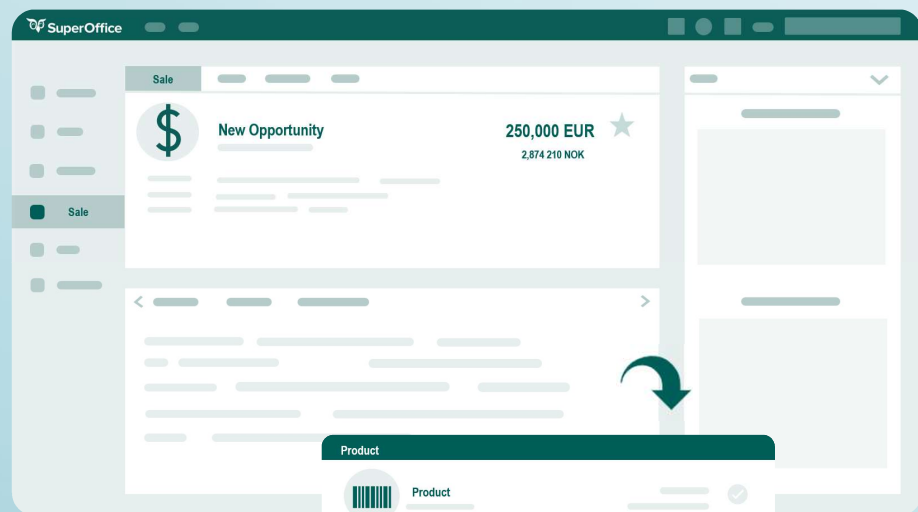 SuperOffice
Sale
New Opportunity
250,000 EUR
2,874 210 NOK
Sale
Product
Product